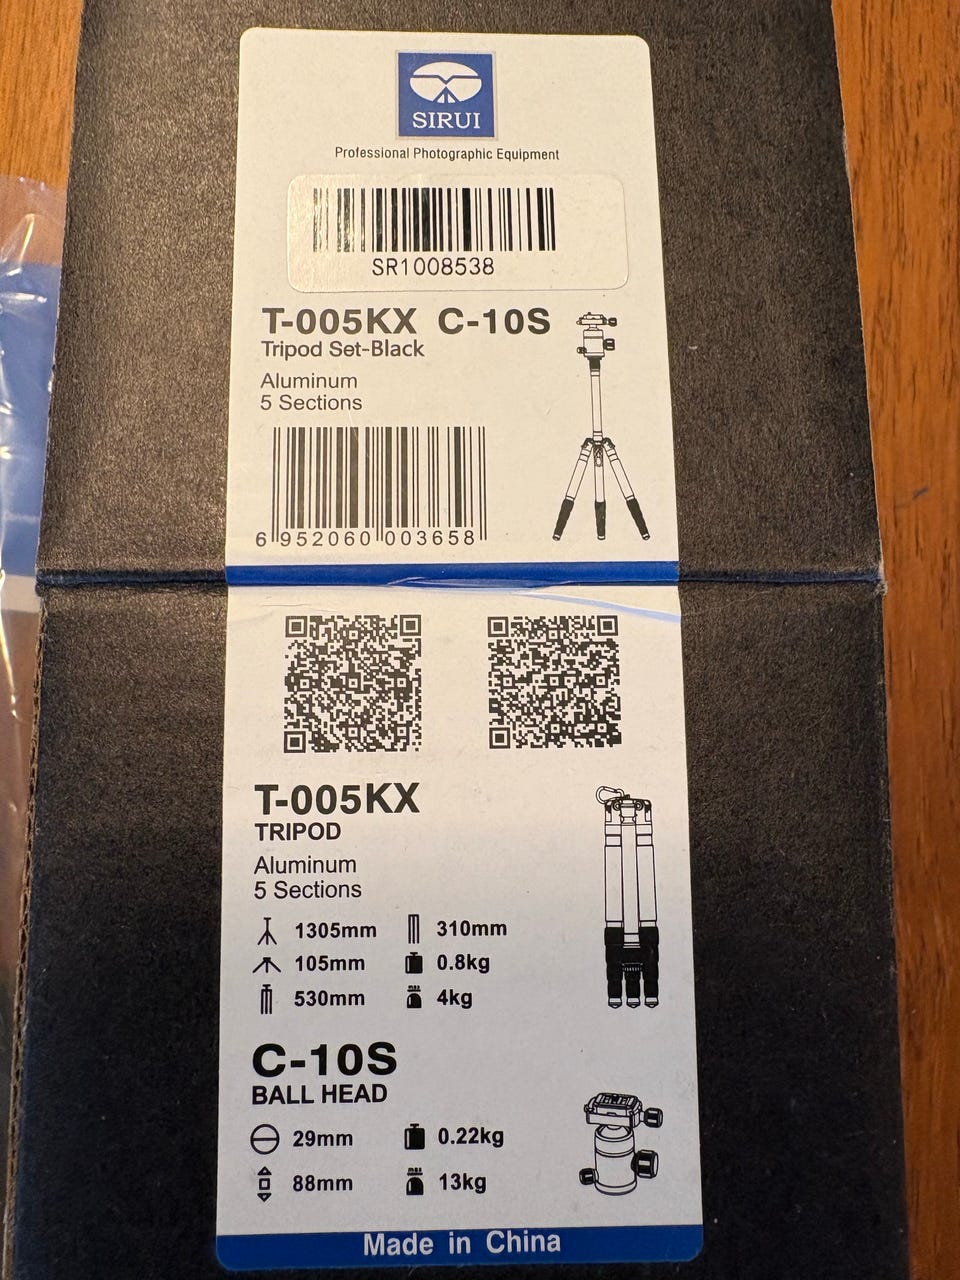 SIRUI
Professional Photographic Equipment
SR1008538
T-005KX C-10S
Tripod Set-Black
Aluminum
5 Sections
6 952060 003658
T-005KX
TRIPOD
Aluminum
5 Sections
1305mm 310mm
105mm 0.8kg
530mm max 4kg
C-10S
BALL HEAD
29mm 0.22kg
88mm max 13kg
Made in China